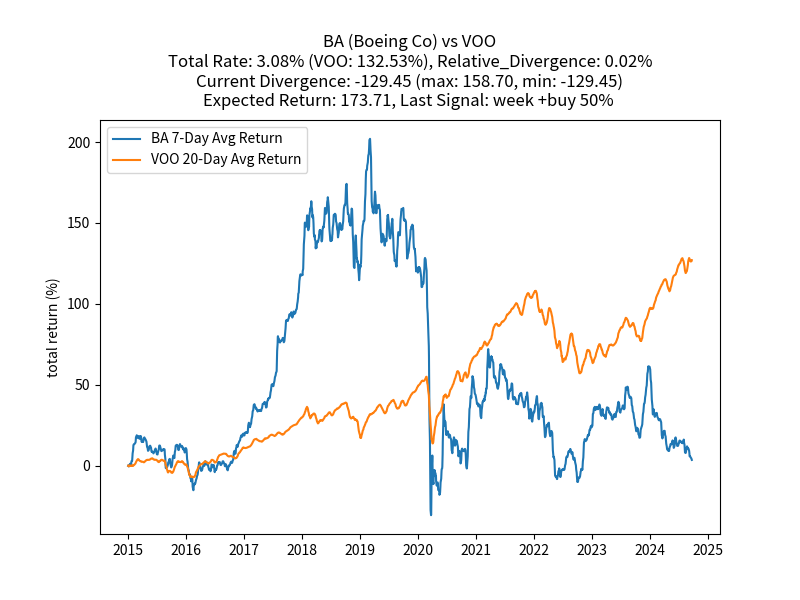 BA (Boeing Co) vs VOO
Total Rate: 3.08% (VOO: 132.53%), Relative_Divergence: 0.02%
Current Divergence: -129.45 (max: 158.70, min: -129.45)
Expected Return: 173.71, Last Signal: week +buy 50%
BA 7-Day Avg Return
VOO 20-Day Avg Return
total return (%)
200
150
100
50
0
2015 2016 2017 2018 2019 2020 2021 2022 2023 2024 2025